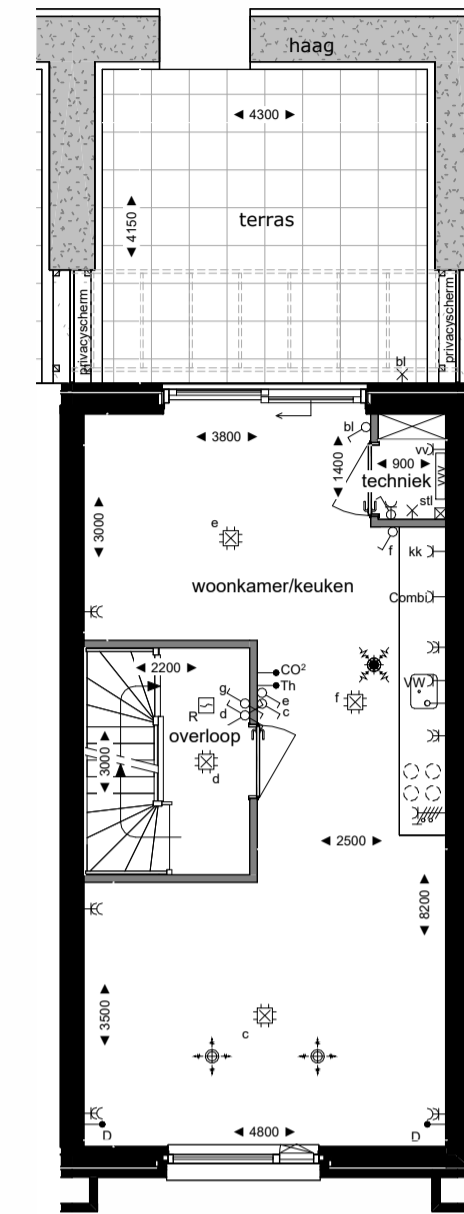 haag
4300
4150
terras
privacyscherm
privacyscherm
bl
bl
3800
1400
900
vv
VVV
techniek
stl
3000
e
f
kk
woonkamer/keuken
Combi
2200
CO²
Th
g
e
f
VW
R
d
c
overloop
3000
d
2500
8200
3500
c
D
4800
D